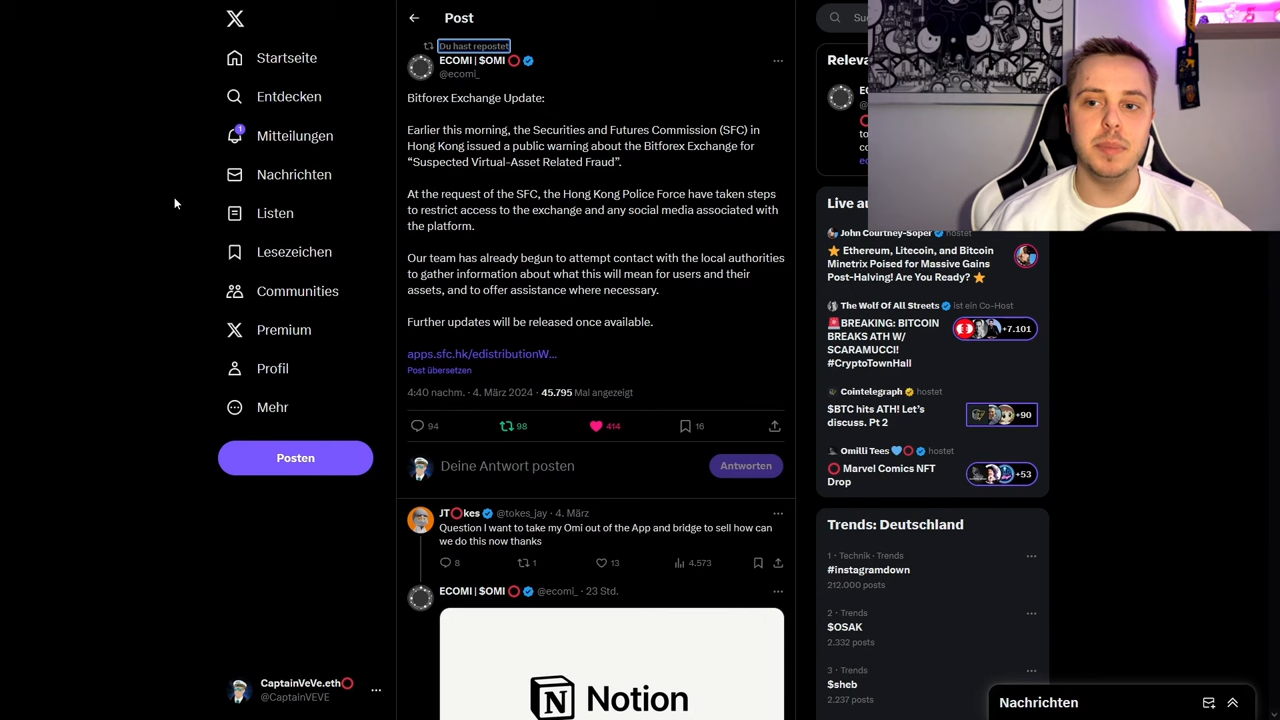 Startseite
Entdecken
1
Mitteilungen
Nachrichten
Listen
Lesezeichen
Communities
Premium
Profil
Mehr
Posten
CaptainVeVe.eth⭕
@CaptainVEVE
Post
Du hast repostet
ECOMI | $OMI ⭕
@ecomi_
Bitforex Exchange Update:
Earlier this morning, the Securities and Futures Commission (SFC) in
Hong Kong issued a public warning about the Bitforex Exchange for
“Suspected Virtual-Asset Related Fraud”.
At the request of the SFC, the Hong Kong Police Force have taken steps
to restrict access to the exchange and any social media associated with
the platform.
Our team has already begun to attempt contact with the local authorities
to gather information about what this will mean for users and their
assets, and to offer assistance where necessary.
Further updates will be released once available.
apps.sfc.hk/edistributionW…
Post übersetzen
4:40 nachm. · 4. März 2024 · 45.795 Mal angezeigt
94 98 414 16
Deine Antwort posten
Antworten
JT⭕kes @tokes_jay · 4. März
Question I want to take my Omi out of the App and bridge to sell how can
we do this now thanks
8 1 13 4.573
ECOMI | $OMI ⭕ @ecomi_ · 23 Std.
Notion
John Courtney-Soper hostet
⭐ Ethereum, Litecoin, and Bitcoin
Minetrix Poised for Massive Gains
Post-Halving! Are You Ready? ⭐
The Wolf Of All Streets ist ein Co-Host
🚨BREAKING: BITCOIN
BREAKS ATH W/
SCARAMUCCI!
#CryptoTownHall
+7.101
Cointelegraph hostet
$BTC hits ATH! Let’s
discuss. Pt 2
+90
Omilli Tees 🩵⭕ hostet
⭕ Marvel Comics NFT
Drop
+53
Trends: Deutschland
1 · Technik · Trends
#instagramdown
212.000 posts
2 · Trends
$OSAK
2.332 posts
3 · Trends
$sheb
2.237 posts
Nachrichten